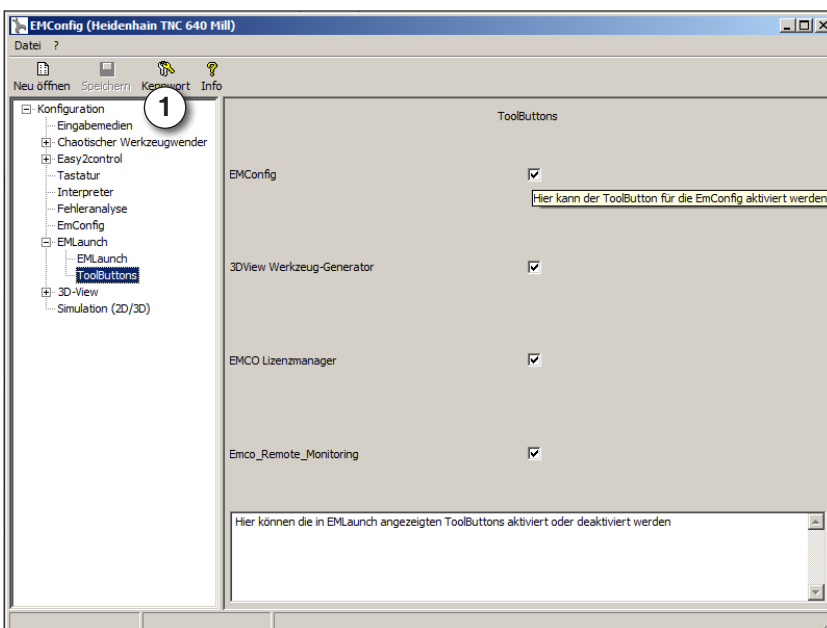 EMConfig (Heidenhain TNC 640 Mill)
Datei ?
Neu öffnen Speichern Kennwort Info
1
Konfiguration
Eingabemedien
Chaotischer Werkzeugwender
Easy2control
Tastatur
Interpreter
Fehleranalyse
EmConfig
EMLaunch
EMLaunch
ToolButtons
3D-View
Simulation (2D/3D)
ToolButtons
EMConfig
Hier kann der ToolButton für die EmConfig aktiviert werden
3DView Werkzeug-Generator
EMCO Lizenzmanager
Emco_Remote_Monitoring
Hier können die in EMLaunch angezeigten ToolButtons aktiviert oder deaktiviert werden